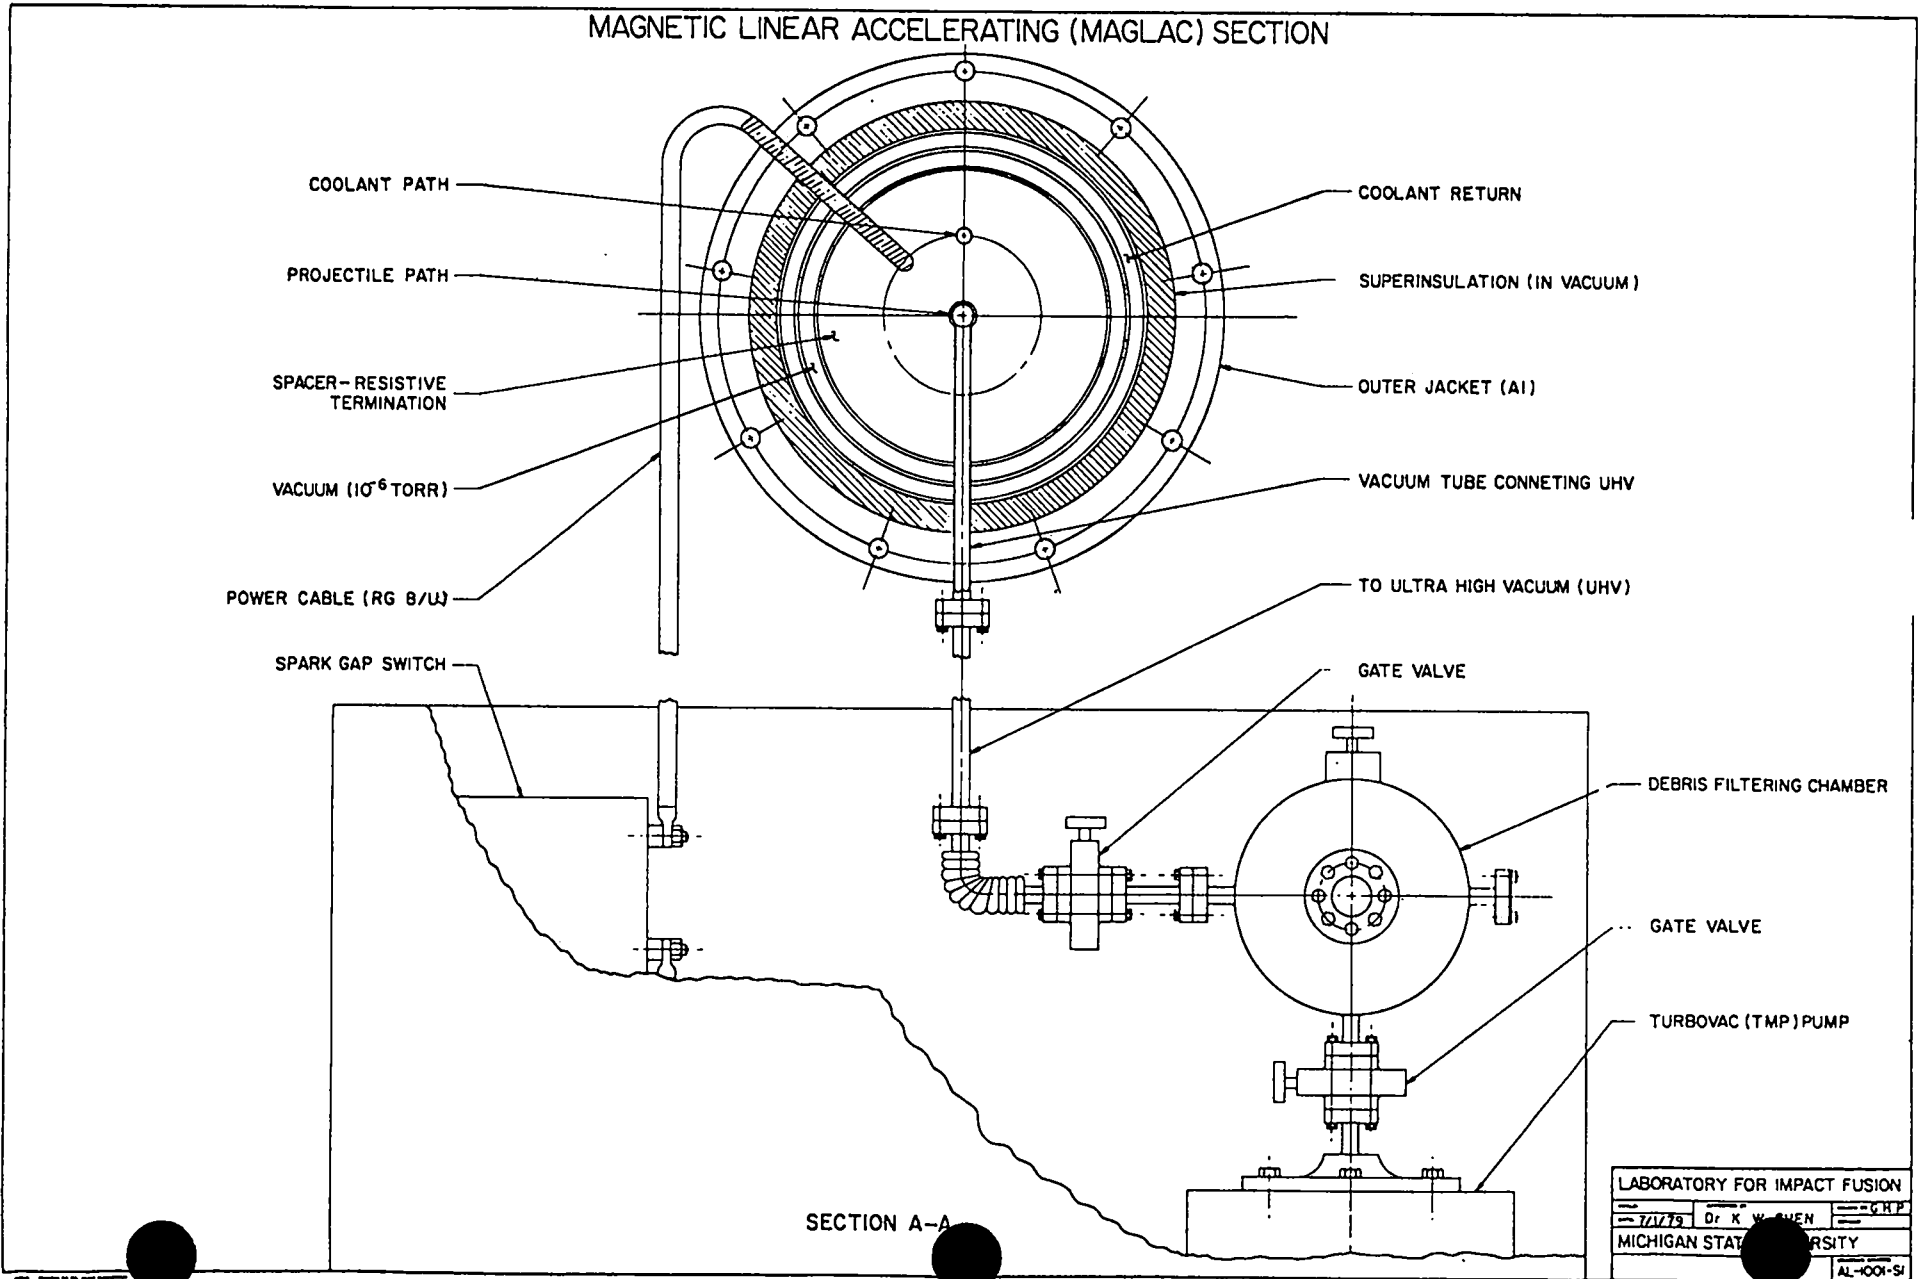 MAGNETIC LINEAR ACCELERATING (MAGLAC) SECTION
COOLANT PATH
PROJECTILE PATH
SPACER-RESISTIVE
TERMINATION
VACUUM (10⁻⁶ TORR)
POWER CABLE (RG 8/U)
SPARK GAP SWITCH
COOLANT RETURN
SUPERINSULATION (IN VACUUM)
OUTER JACKET (Al)
VACUUM TUBE CONNETING UHV
TO ULTRA HIGH VACUUM (UHV)
GATE VALVE
DEBRIS FILTERING CHAMBER
GATE VALVE
TURBOVAC (TMP) PUMP
SECTION A-A
LABORATORY FOR IMPACT FUSION
7/1/79 Dr K W G.H.P
MICHIGAN
AL-1001-S1